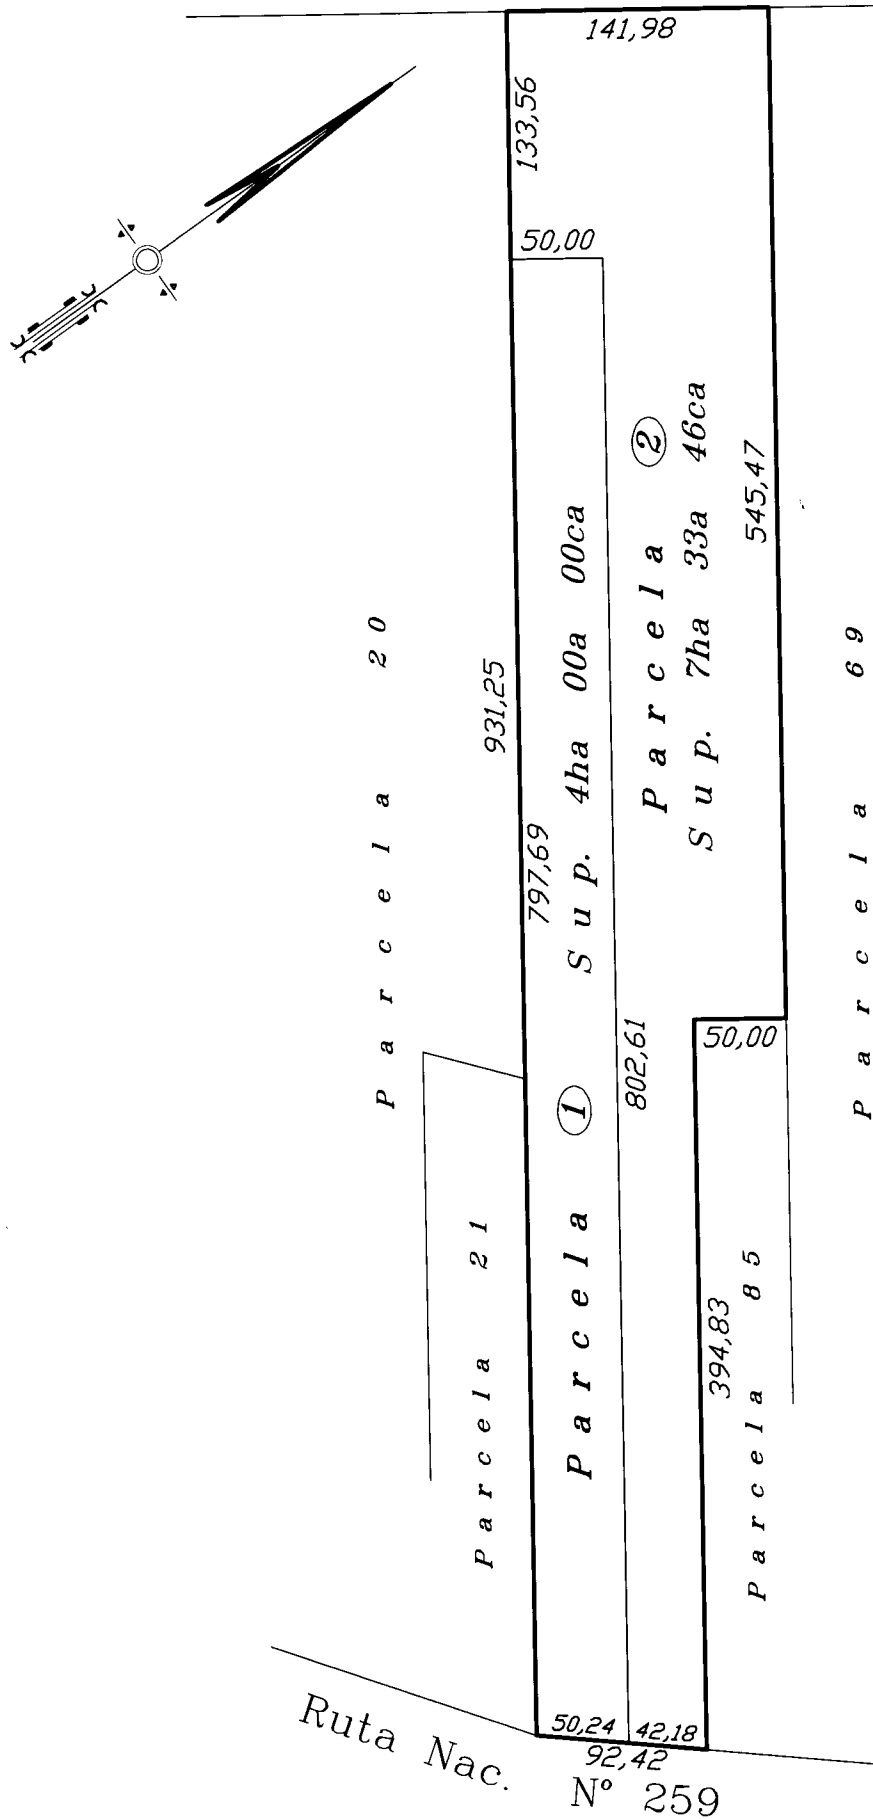 141,98
133,56
50,00
Parcela 2
Sup. 7ha 33a 46ca
545,47
Parcela 20
931,25
797,69
Parcela 1 Sup. 4ha 00a 00ca
802,61
50,00
Parcela 69
Parcela 21
394,83
Parcela 85
50,24
42,18
92,42
Ruta Nac. N° 259